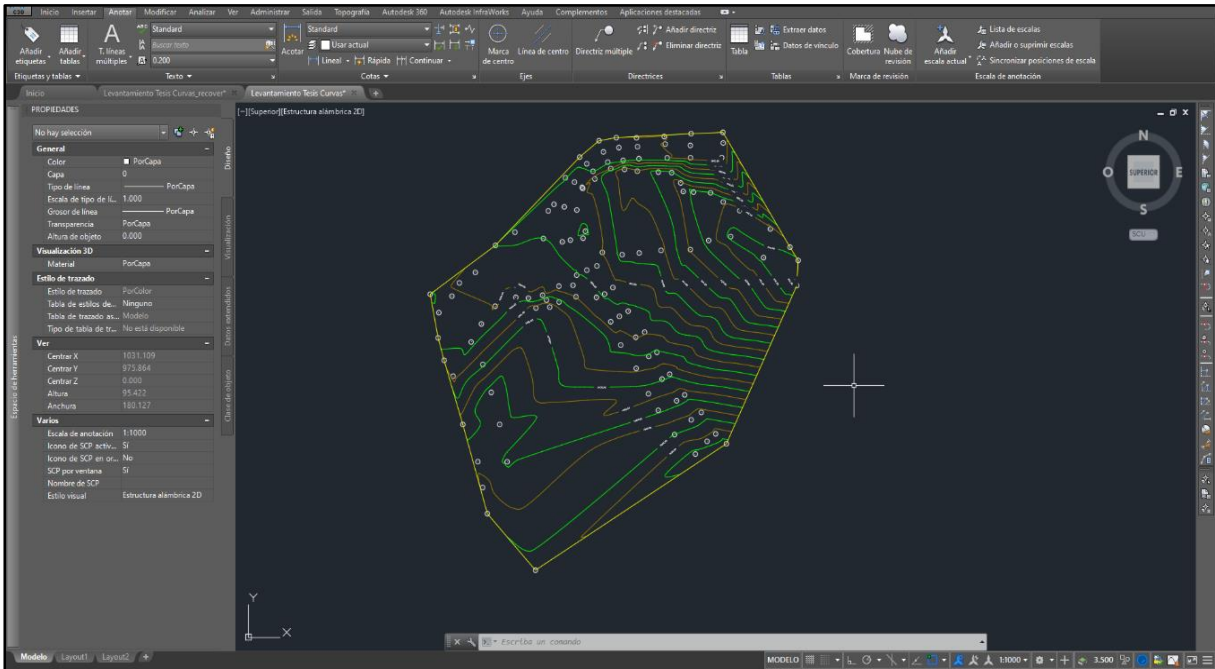 C3D Inicio Insertar Anotar Modificar Analizar Ver Administrar Salida Topografía Autodesk 360 Autodesk InfraWorks Ayuda Complementos Aplicaciones destacadas
Añadir etiquetas
Añadir tablas
T. líneas múltiples
Standard
Buscar texto
0.200
Acotar
Standard
Usar actual
Lineal Rápida Continuar
Marca de centro
Línea de centro
Directriz múltiple
Añadir directriz
Eliminar directriz
Tabla
Extraer datos
Datos de vínculo
Cobertura
Nube de revisión
Añadir escala actual
Lista de escalas
Añadir o suprimir escalas
Sincronizar posiciones de escala
Etiquetas y tablas Texto Cotas Ejes Directrices Tablas Marca de revisión Escala de anotación
Inicio Levantamiento Tesis Curvas_recover* Levantamiento Tesis Curvas*
PROPIEDADES
[−][Superior][Estructura alámbrica 2D]
No hay selección
General
Color PorCapa
Capa 0
Tipo de línea PorCapa
Escala de tipo de lí... 1.000
Grosor de línea PorCapa
Transparencia PorCapa
Altura de objeto 0.000
Visualización 3D
Material PorCapa
Estilo de trazado
Estilo de trazado PorColor
Tabla de estilos de... Ninguno
Tabla de trazado as... Modelo
Tipo de tabla de tr... No está disponible
Ver
Centrar X 1031.109
Centrar Y 975.864
Centrar Z 0.000
Altura 95.422
Anchura 180.127
Varios
Escala de anotación 1:1000
Icono de SCP activ... Sí
Icono de SCP en or... No
SCP por ventana Sí
Nombre de SCP
Estilo visual Estructura alámbrica 2D
Diseño
Visualización
Datos extendidos
Clase de objeto
Espacio de herramientas
N
O SUPERIOR E
S
SCU
Y
X
Escriba un comando
Modelo Layout1 Layout2 +
MODELO 1:1000 3.500